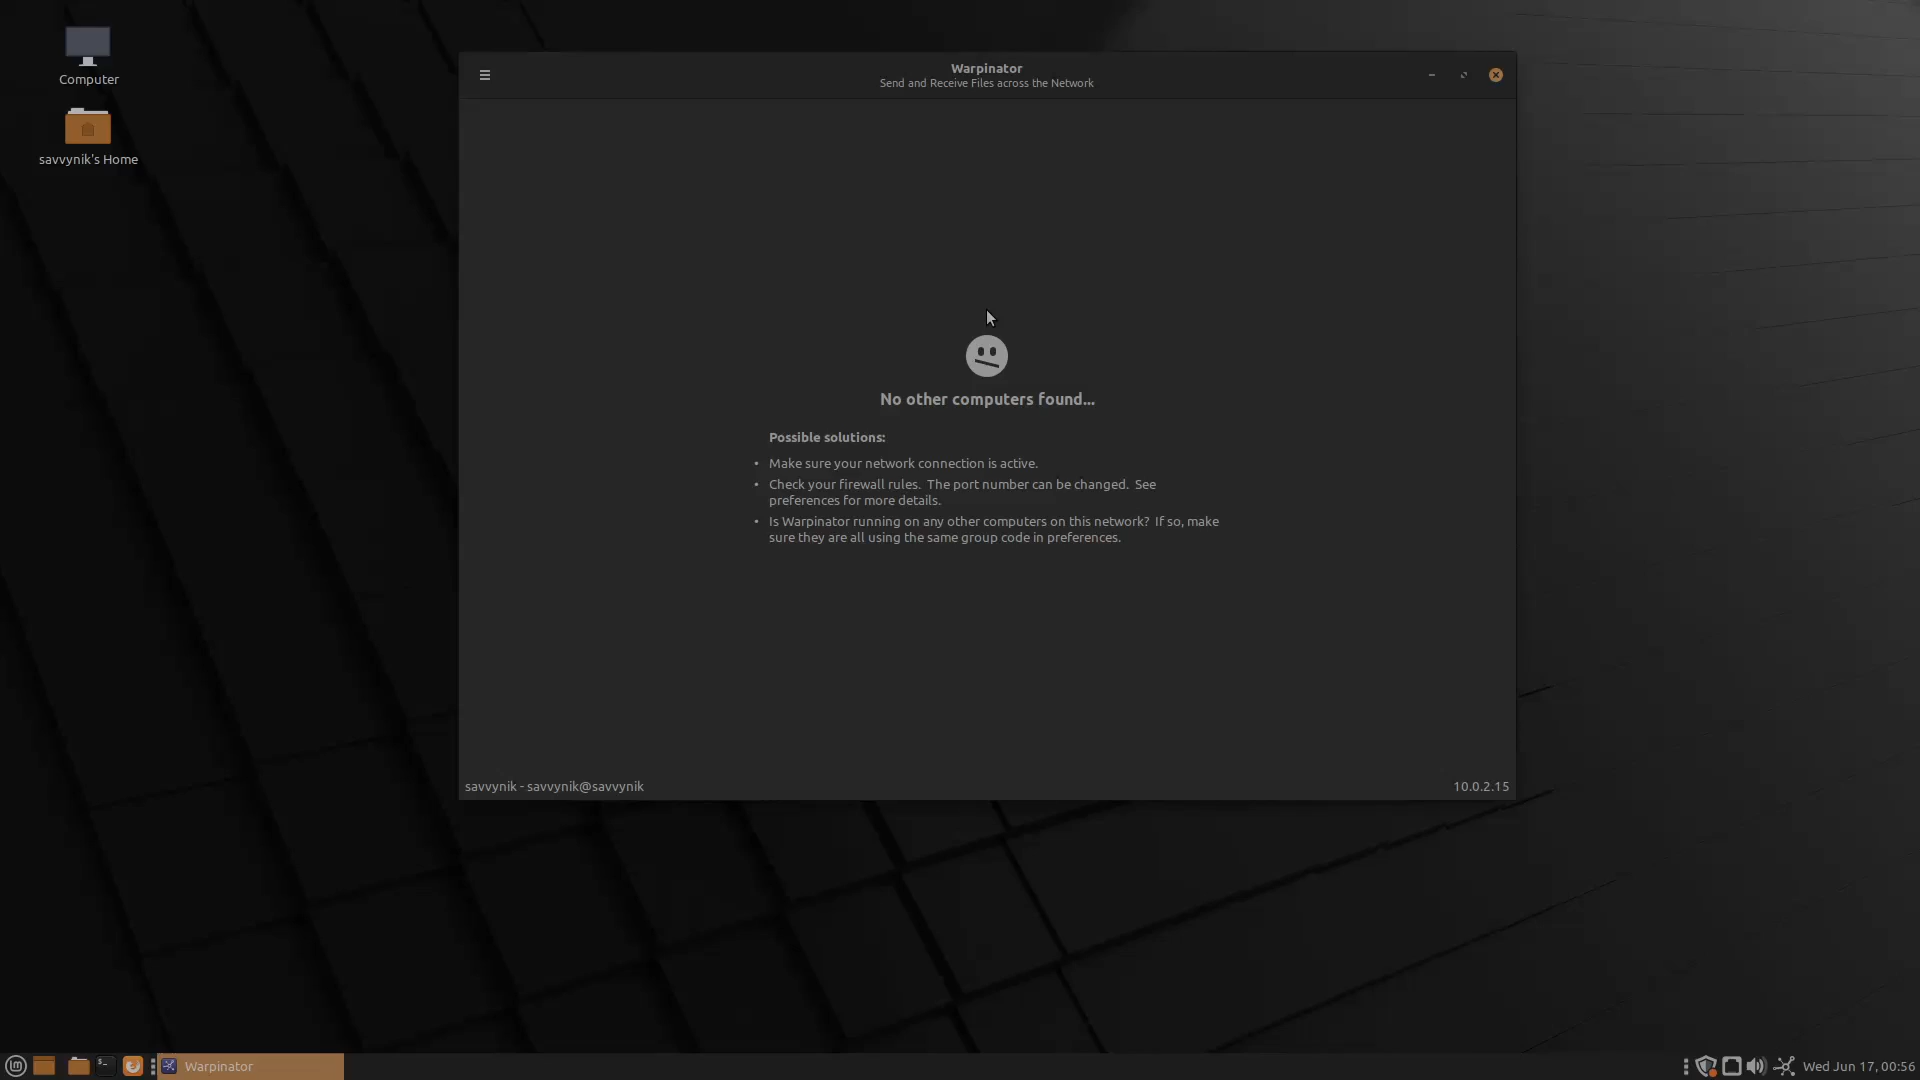 Computer
savvynik's Home
Warpinator
Send and Receive Files across the Network
No other computers found...
Possible solutions:
• Make sure your network connection is active.
• Check your firewall rules.  The port number can be changed.  See
preferences for more details.
• Is Warpinator running on any other computers on this network?  If so, make
sure they are all using the same group code in preferences.
savvynik - savvynik@savvynik
10.0.2.15
Warpinator
Wed Jun 17, 00:56